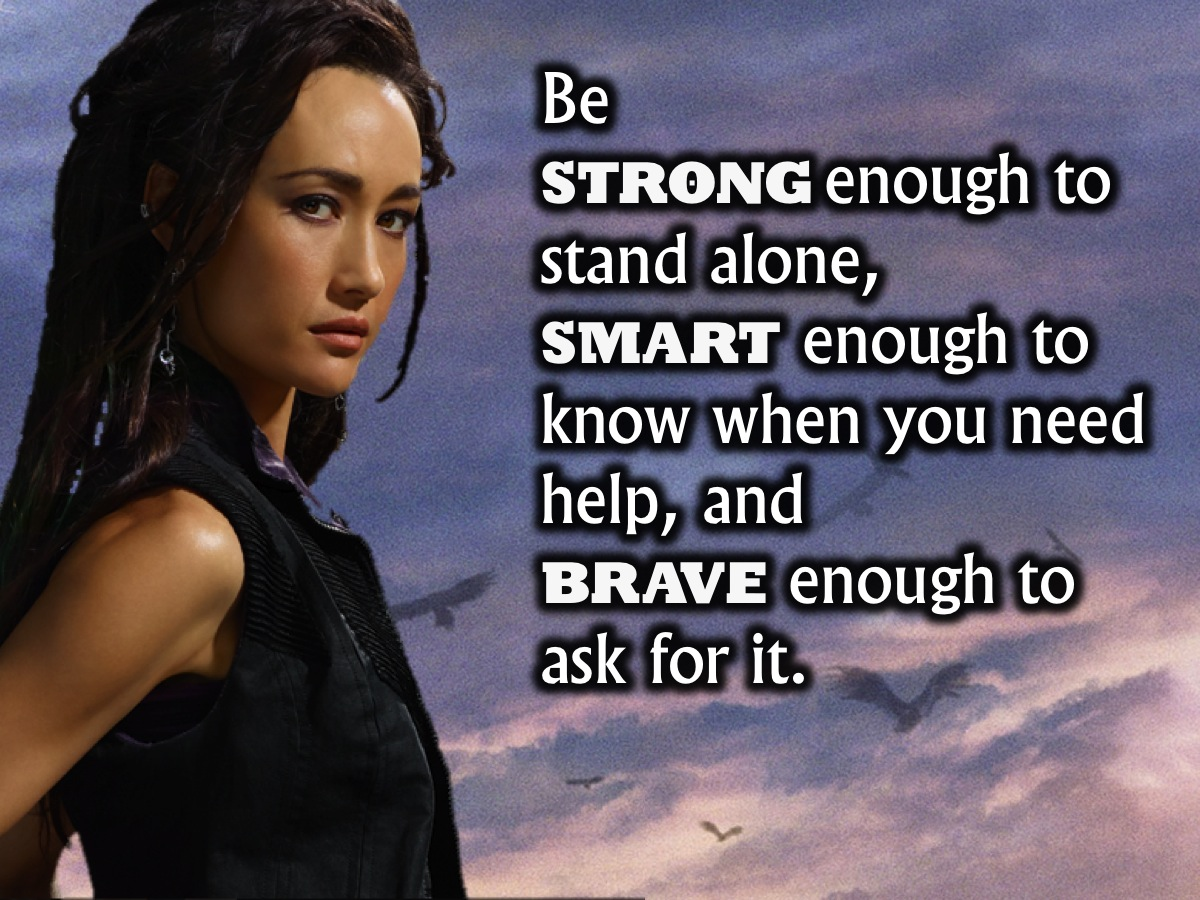 Be
STRONG enough to
stand alone,
SMART enough to
know when you need
help, and
BRAVE enough to
ask for it.